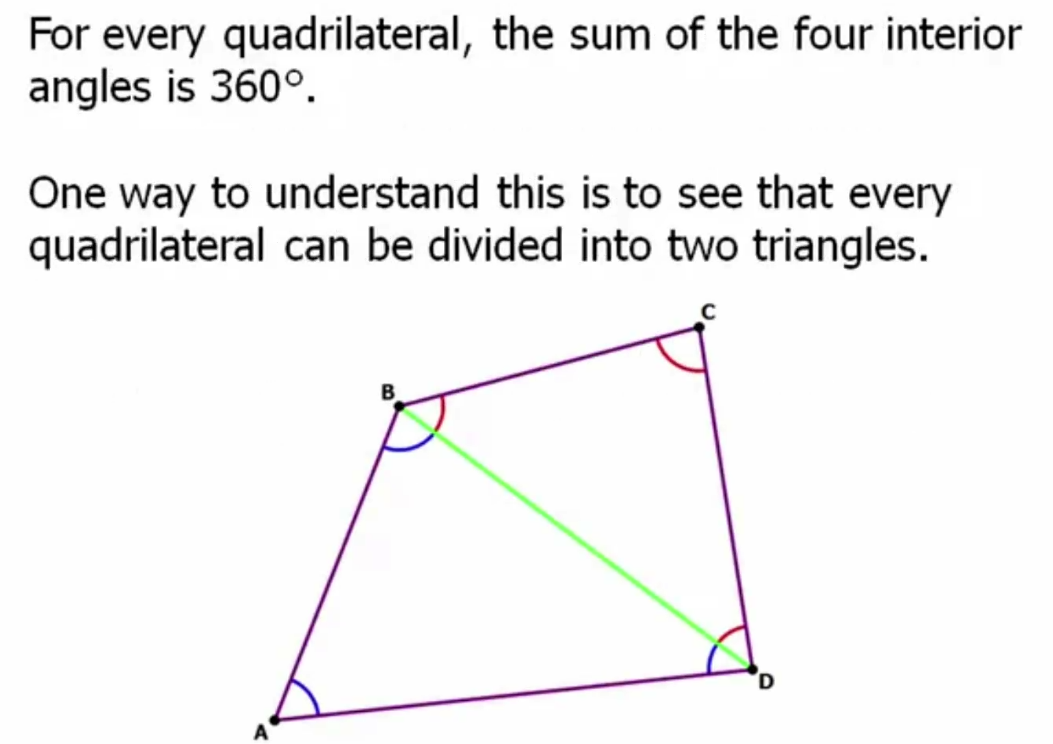 For every quadrilateral, the sum of the four interior
angles is 360°.
One way to understand this is to see that every
quadrilateral can be divided into two triangles.
C
B
D
A